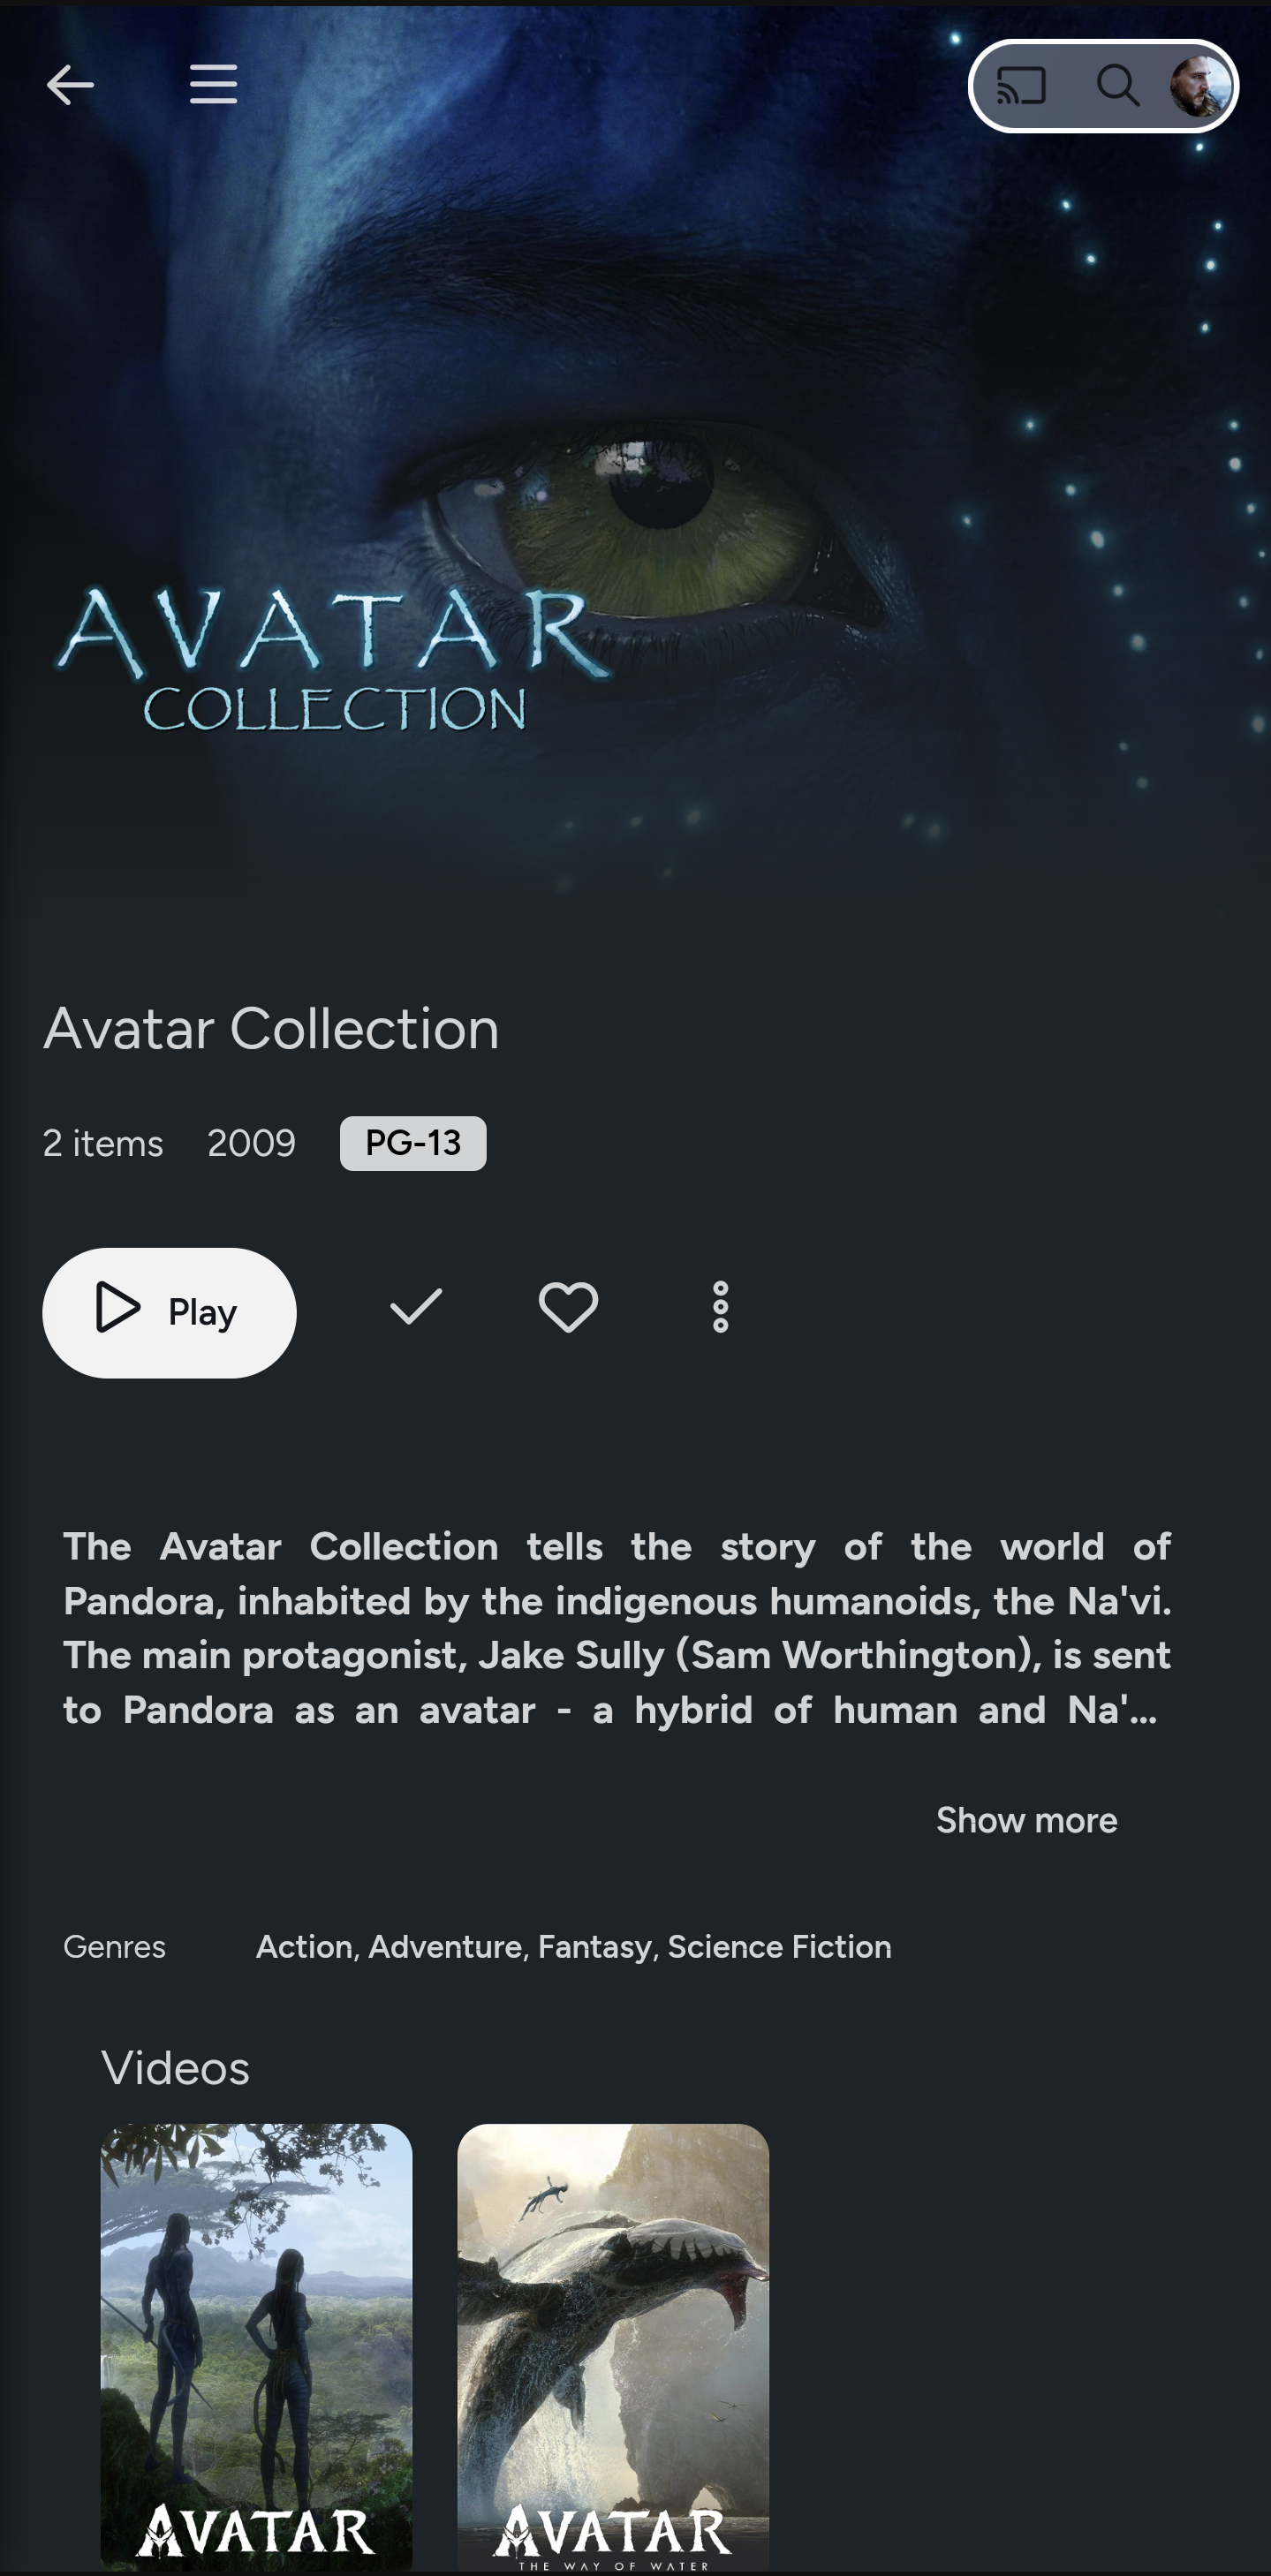 AVATAR
COLLECTION
Avatar Collection
2 items 2009 PG-13
Play
The Avatar Collection tells the story of the world of
Pandora, inhabited by the indigenous humanoids, the Na'vi.
The main protagonist, Jake Sully (Sam Worthington), is sent
to Pandora as an avatar - a hybrid of human and Na'...
Show more
Genres Action, Adventure, Fantasy, Science Fiction
Videos
AVATAR AVATAR
THE WAY OF WATER